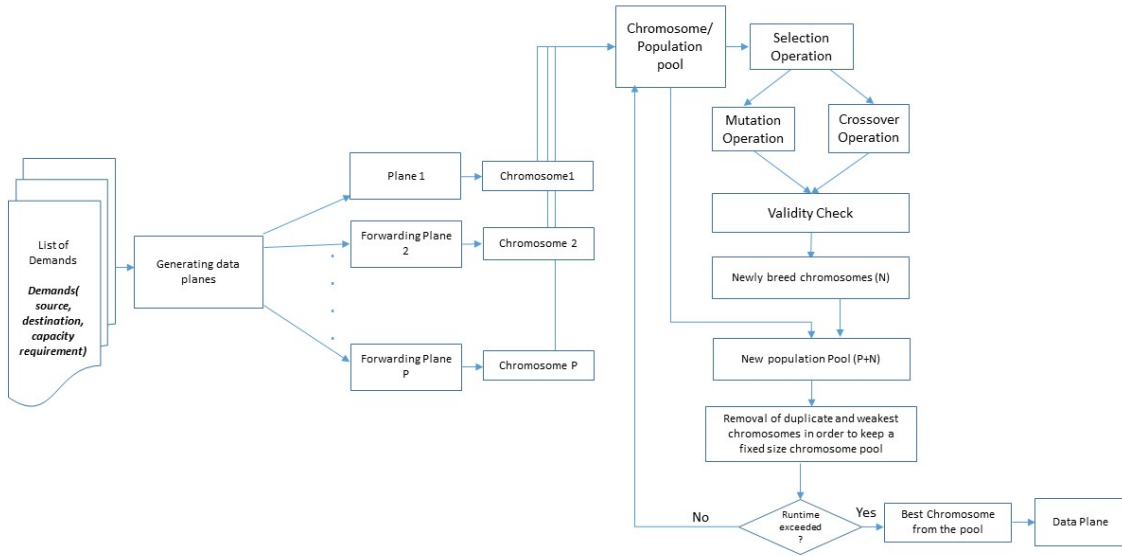 List of
Demands
Demands(
source,
destination,
capacity
requirement)
Generating data
planes
Plane 1
Forwarding Plane
2
.
.
.
.
Forwarding Plane
P
Chromosome1
Chromosome 2
Chromosome P
Chromosome/
Population
pool
Selection
Operation
Mutation
Operation
Crossover
Operation
Validity Check
Newly breed chromosomes (N)
New population Pool (P+N)
Removal of duplicate and weakest
chromosomes in order to keep a
fixed size chromosome pool
Runtime
exceeded
?
No
Yes
Best Chromosome
from the pool
Data Plane